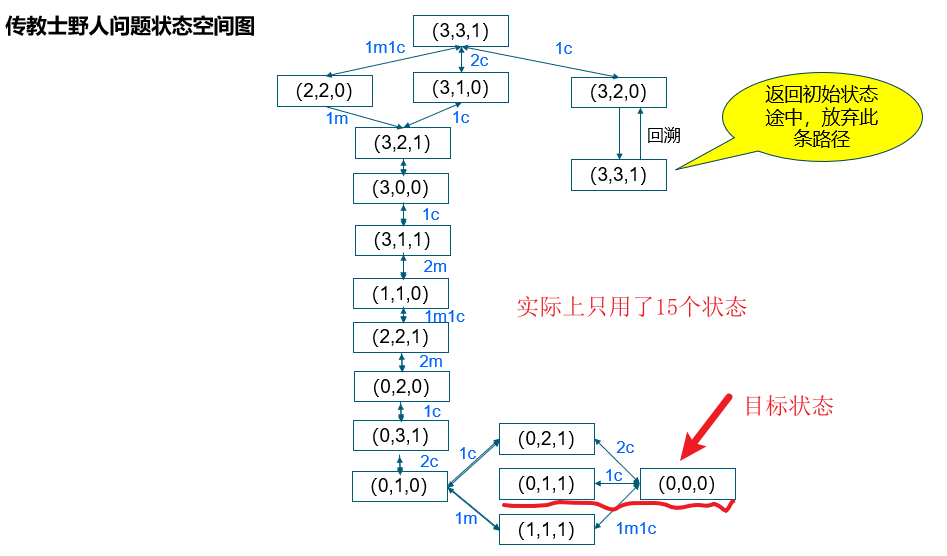 传教士野人问题状态空间图
(3,3,1)
1m1c
2c
1c
(2,2,0)
(3,1,0)
(3,2,0)
返回初始状态
途中，放弃此
条路径
1m
1c
回溯
(3,2,1)
(3,3,1)
(3,0,0)
1c
(3,1,1)
2m
(1,1,0)
实际上只用了15个状态
1m1c
(2,2,1)
2m
(0,2,0)
1c
目标状态
(0,3,1)
(0,2,1)
2c
1c
2c
(0,1,0)
(0,1,1)
1c
(0,0,0)
1m
(1,1,1)
1m1c